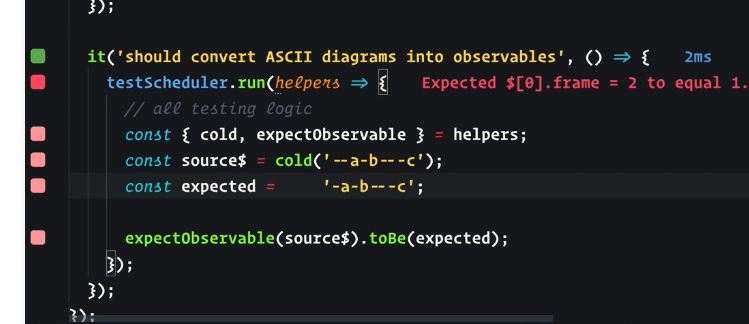 });
it('should convert ASCII diagrams into observables', () => { 2ms
testScheduler.run(helpers => { Expected $[0].frame = 2 to equal 1.
// all testing logic
const { cold, expectObservable } = helpers;
const source$ = cold('--a-b---c');
const expected = '-a-b---c';
expectObservable(source$).toBe(expected);
});
});
});